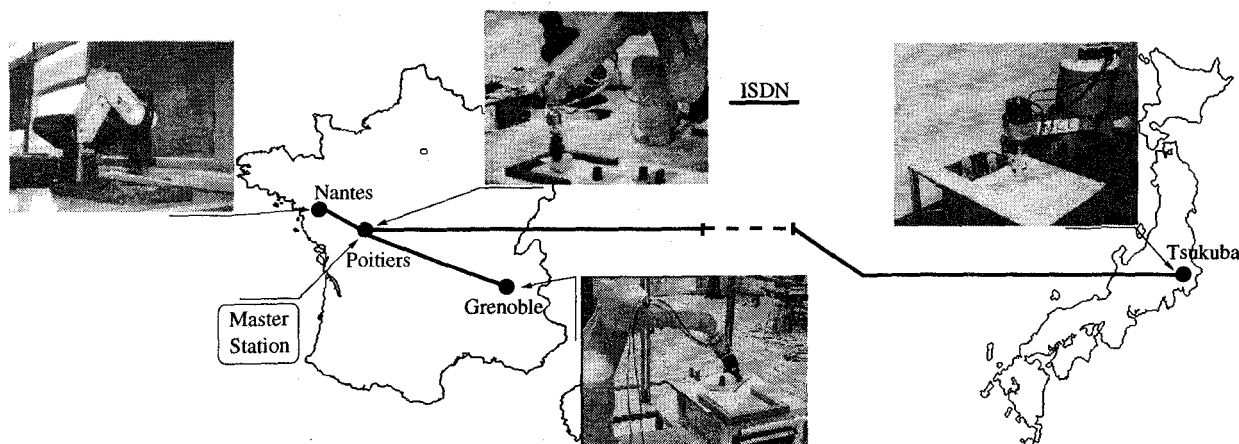 ISDN
Nantes
Poitiers
Tsukuba
Grenoble
Master
Station